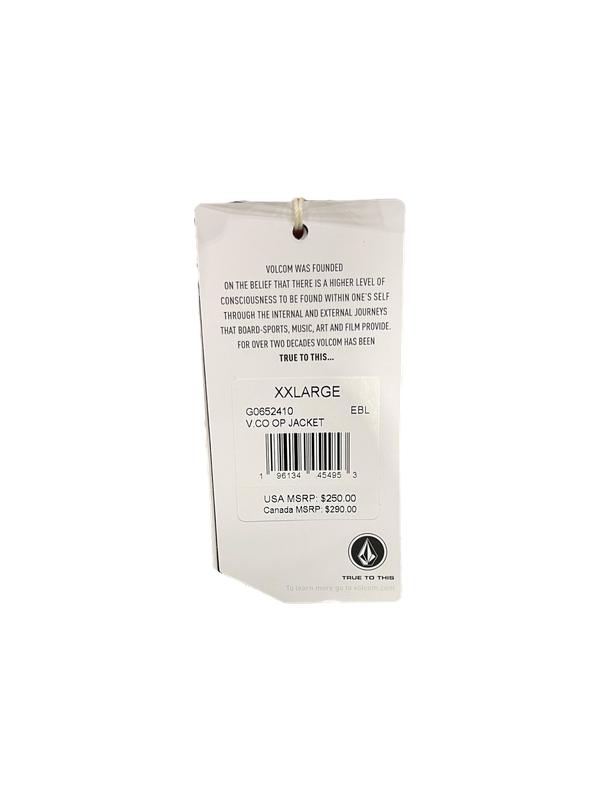 VOLCOM WAS FOUNDED
ON THE BELIEF THAT THERE IS A HIGHER LEVEL OF
CONSCIOUSNESS TO BE FOUND WITHIN ONE'S SELF
THROUGH THE INTERNAL AND EXTERNAL JOURNEYS
THAT BOARD-SPORTS, MUSIC, ART AND FILM PROVIDE.
FOR OVER TWO DECADES VOLCOM HAS BEEN
TRUE TO THIS...
XXLARGE
G0652410 EBL
V.CO OP JACKET
1 96134 45495 3
USA MSRP: $250.00
Canada MSRP: $290.00
TRUE TO THIS
To learn more go to volcom.com